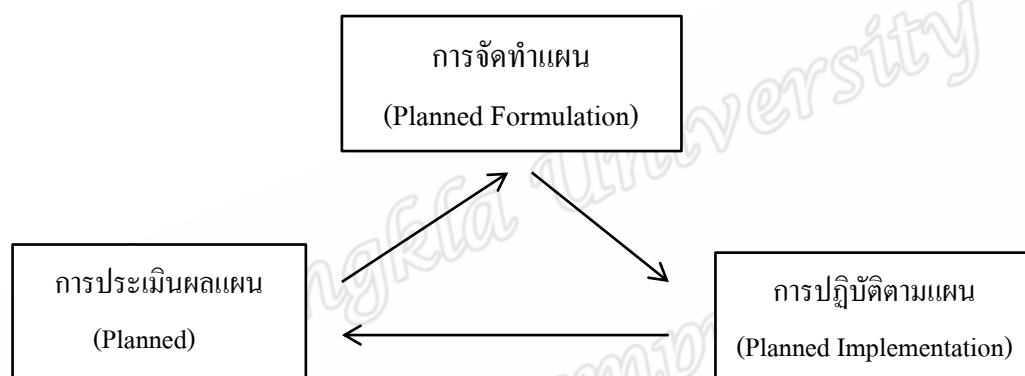 การจัดทำแผน
(Planned Formulation)
การประเมินผลแผน
(Planned)
การปฏิบัติตามแผน
(Planned Implementation)
ngkla University